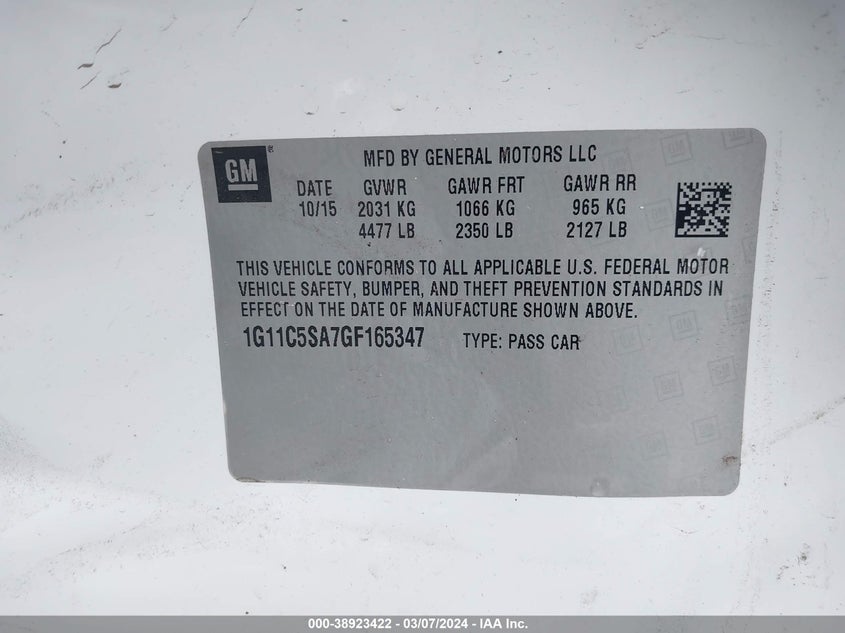 GM ®
MFD BY GENERAL MOTORS LLC
DATE GVWR GAWR FRT GAWR RR
10/15 2031 KG 1066 KG 965 KG
4477 LB 2350 LB 2127 LB
THIS VEHICLE CONFORMS TO ALL APPLICABLE U.S. FEDERAL MOTOR
VEHICLE SAFETY, BUMPER, AND THEFT PREVENTION STANDARDS IN
EFFECT ON THE DATE OF MANUFACTURE SHOWN ABOVE.
1G11C5SA7GF165347 TYPE: PASS CAR
000-38923422 - 03/07/2024 - IAA Inc.